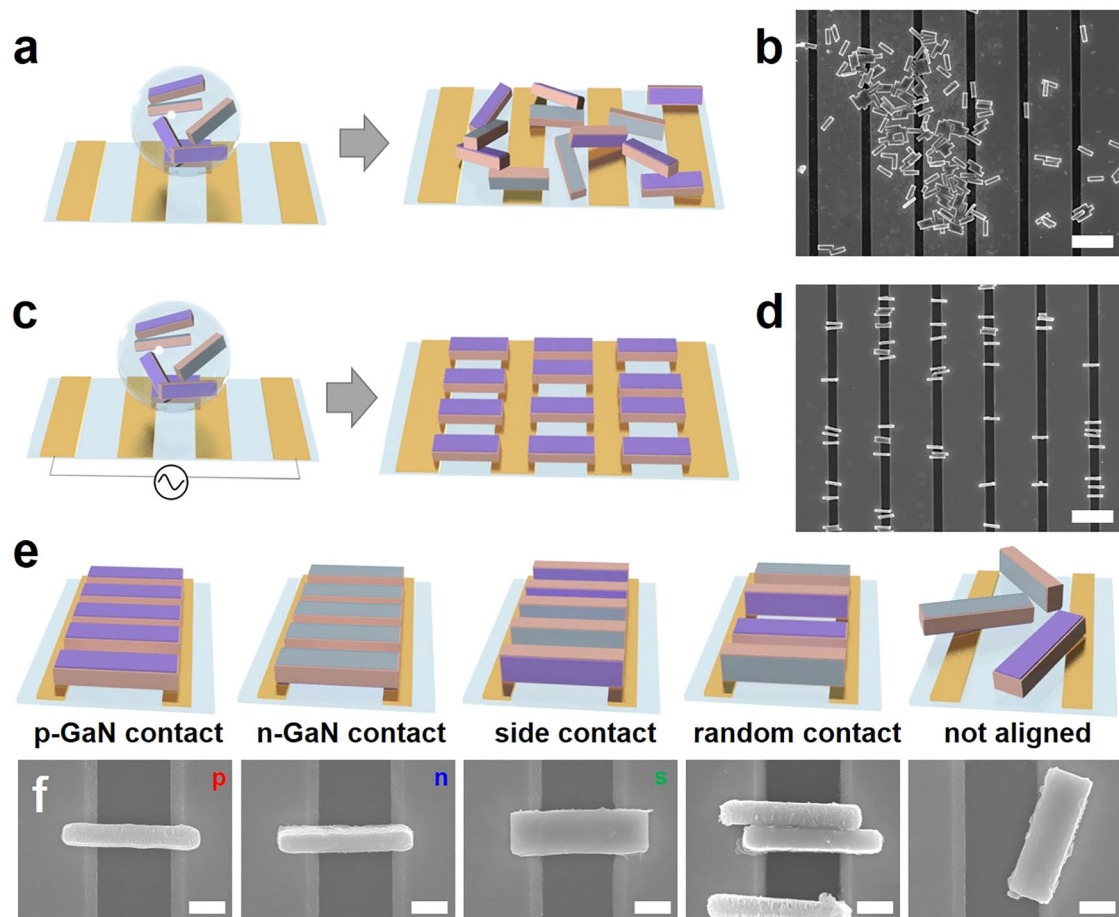 a
b
c
d
e
p-GaN contact
n-GaN contact
side contact
random contact
not aligned
f
p
n
s